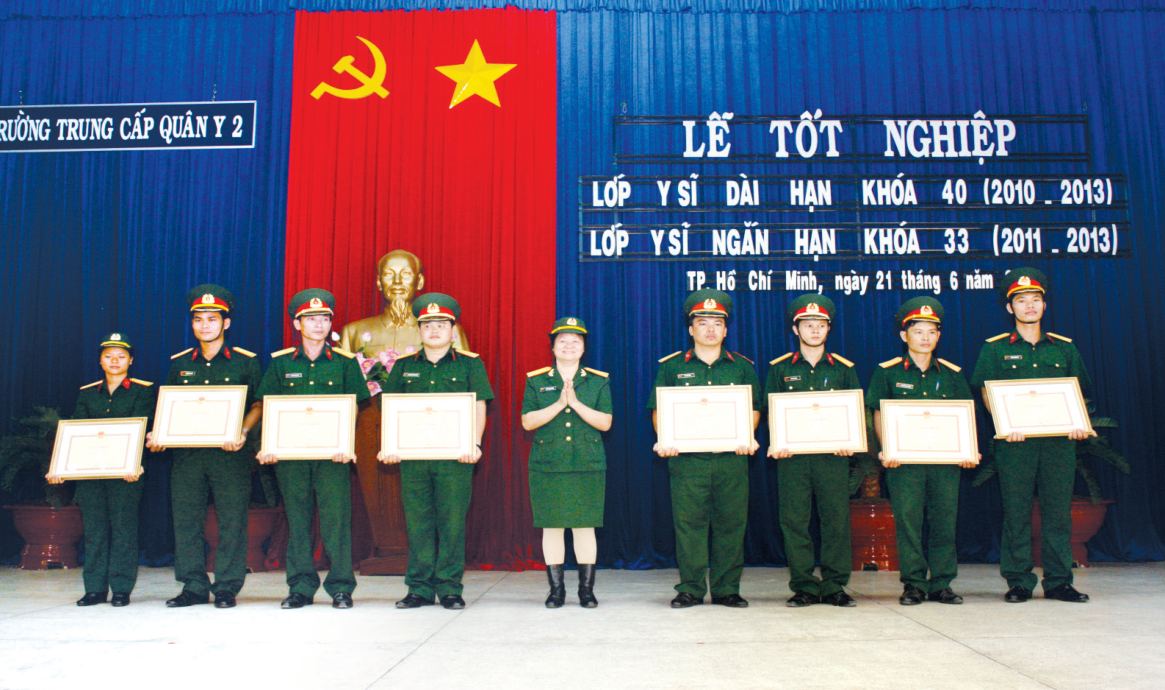 RƯỜNG TRUNG CẤP QUÂN Y 2
LỄ TỐT NGHIỆP
LỚP Y SĨ DÀI HẠN KHÓA 40 (2010 - 2013)
LỚP Y SĨ NGẮN HẠN KHÓA 33 (2011 - 2013)
TP. Hồ Chí Minh, ngày 21 tháng 6 năm